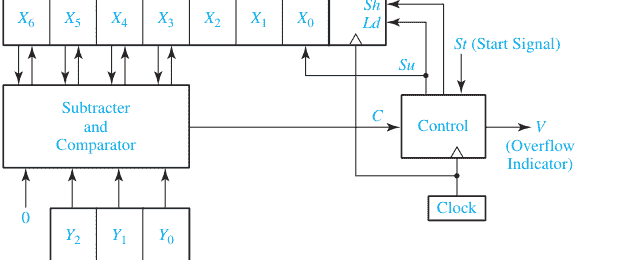 X6 X5 X4 X3 X2 X1 X0 Sh
Ld
St (Start Signal)
Su
Subtracter
and
Comparator
C
Control
V
(Overflow
Indicator)
0
Clock
Y2 Y1 Y0